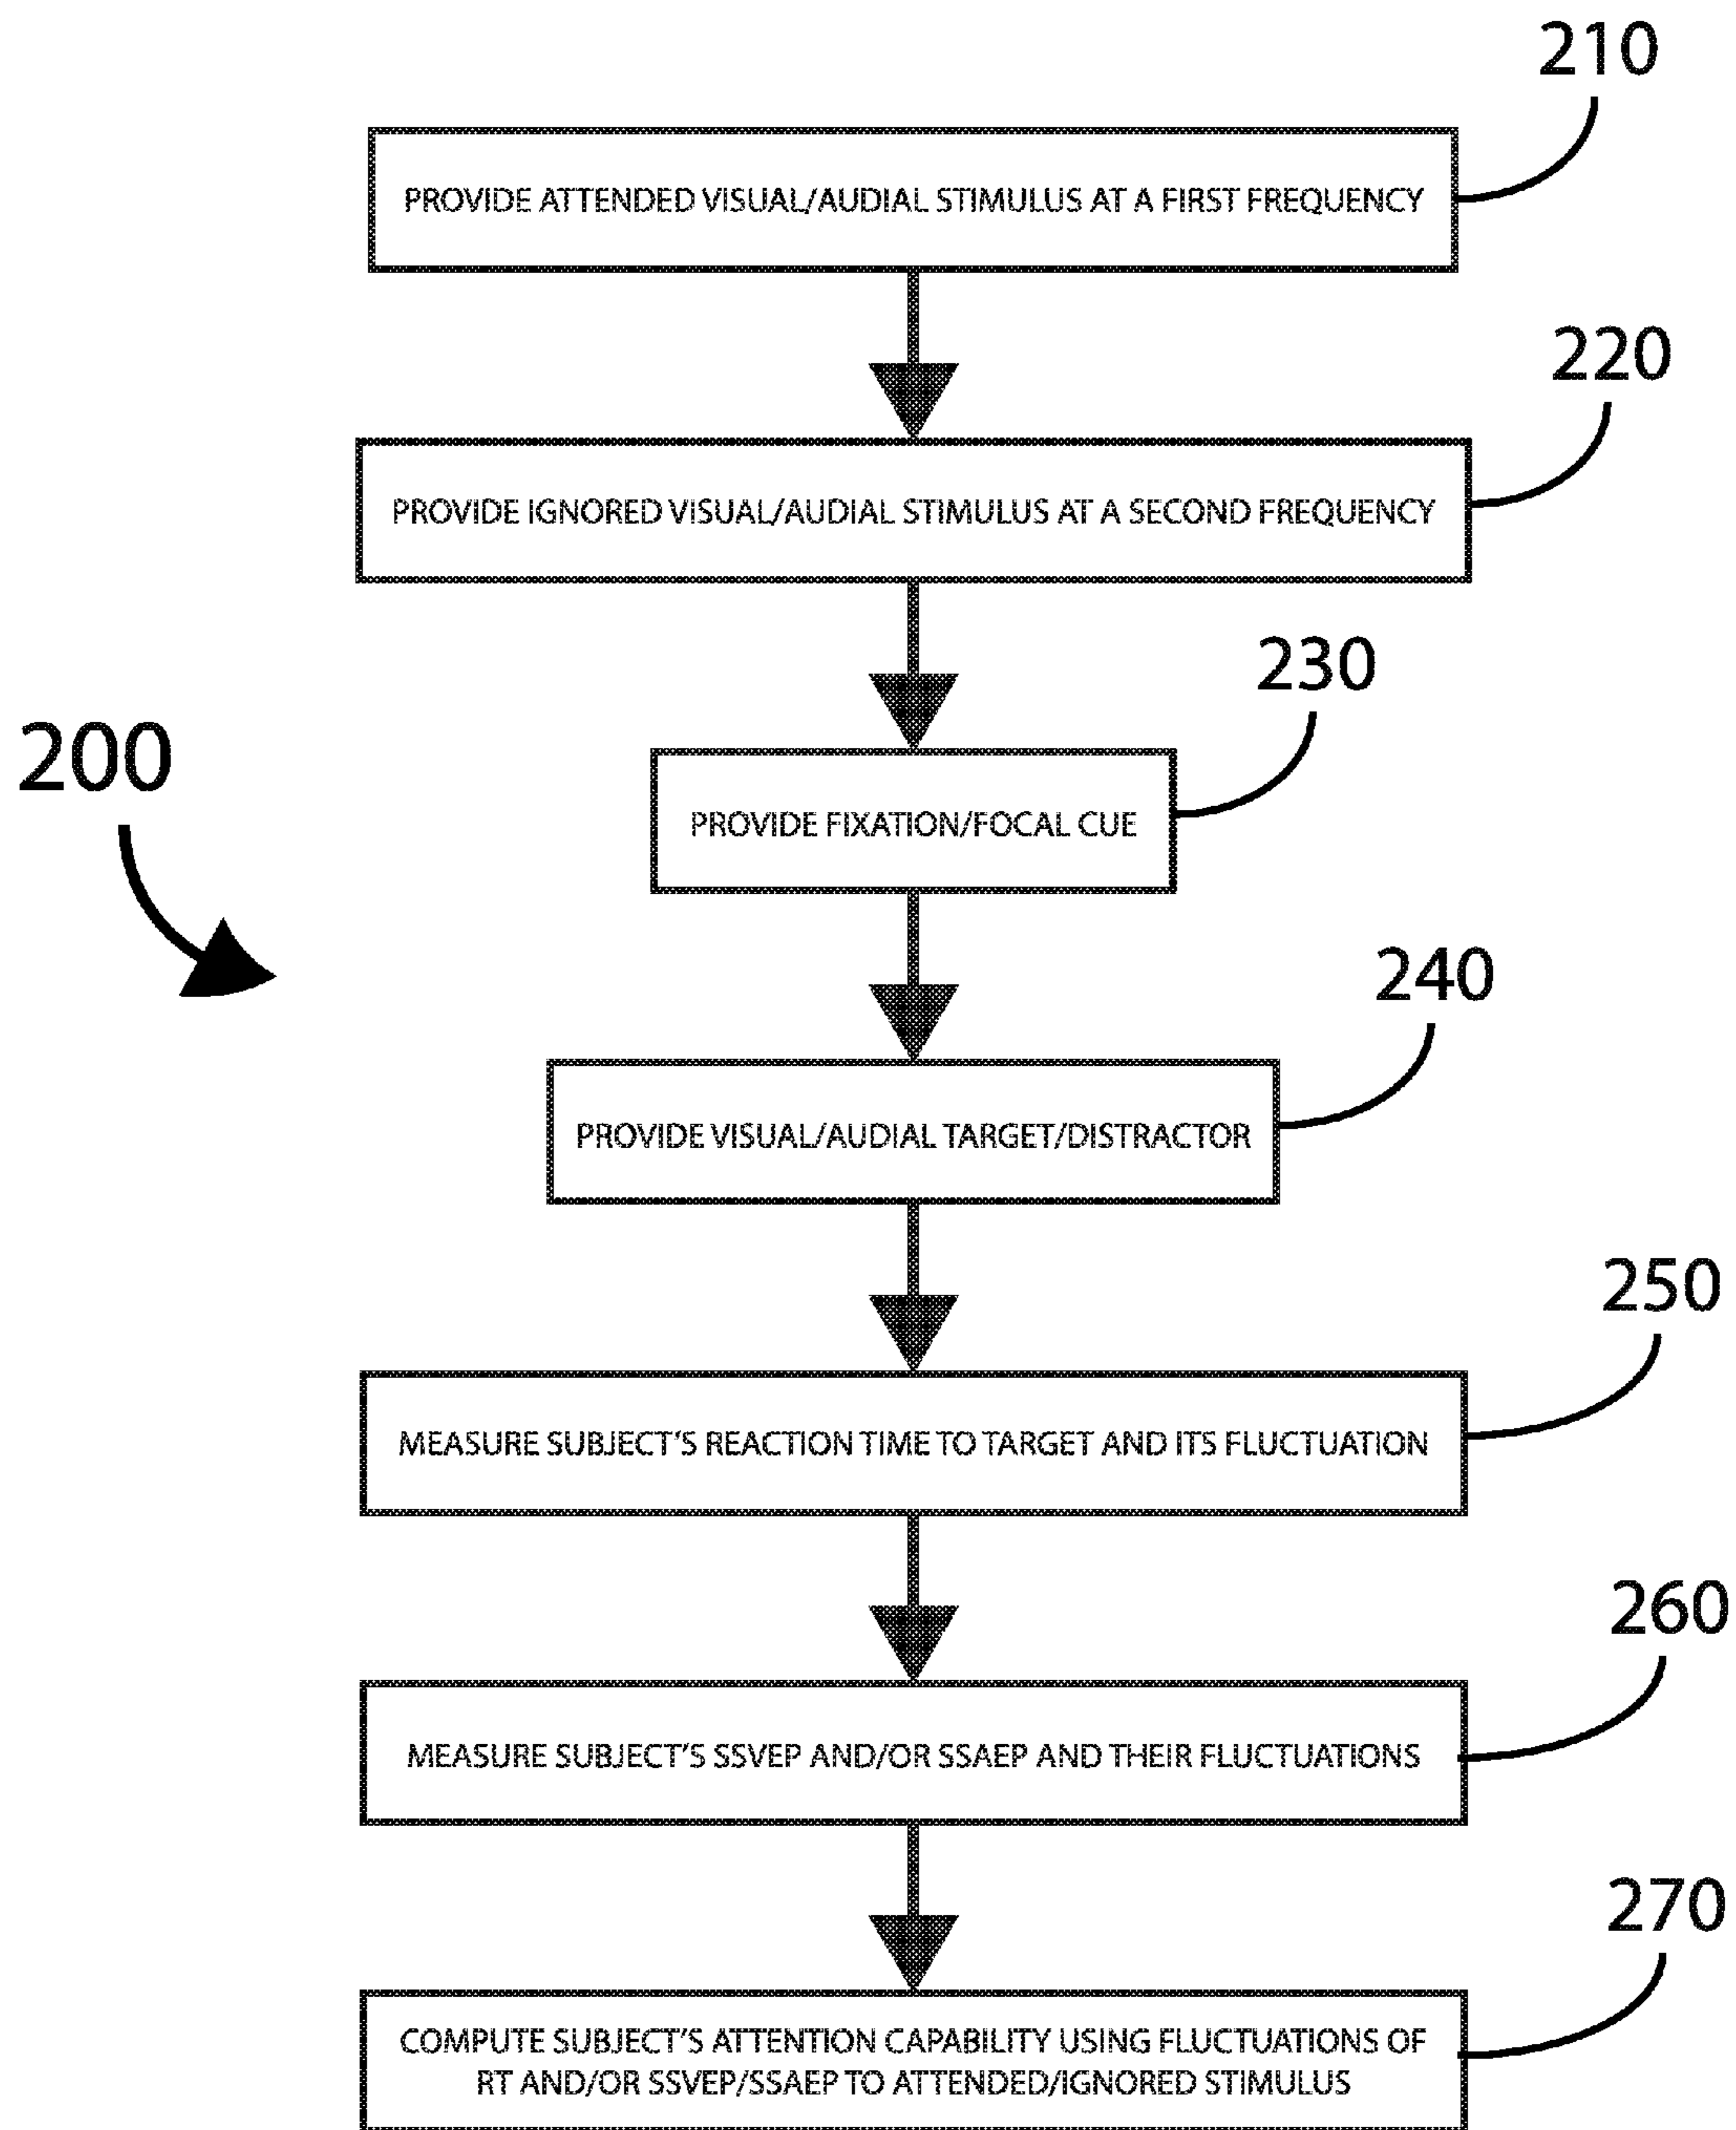 210
PROVIDE ATTENDED VISUAL/AUDIAL STIMULUS AT A FIRST FREQUENCY
220
PROVIDE IGNORED VISUAL/AUDIAL STIMULUS AT A SECOND FREQUENCY
230
200
PROVIDE FIXATION/FOCAL CUE
240
PROVIDE VISUAL/AUDIAL TARGET/DISTRACTOR
250
MEASURE SUBJECT'S REACTION TIME TO TARGET AND ITS FLUCTUATION
260
MEASURE SUBJECT'S SSVEP AND/OR SSAEP AND THEIR FLUCTUATIONS
270
COMPUTE SUBJECT'S ATTENTION CAPABILITY USING FLUCTUATIONS OF
RT AND/OR SSVEP/SSAEP TO ATTENDED/IGNORED STIMULUS